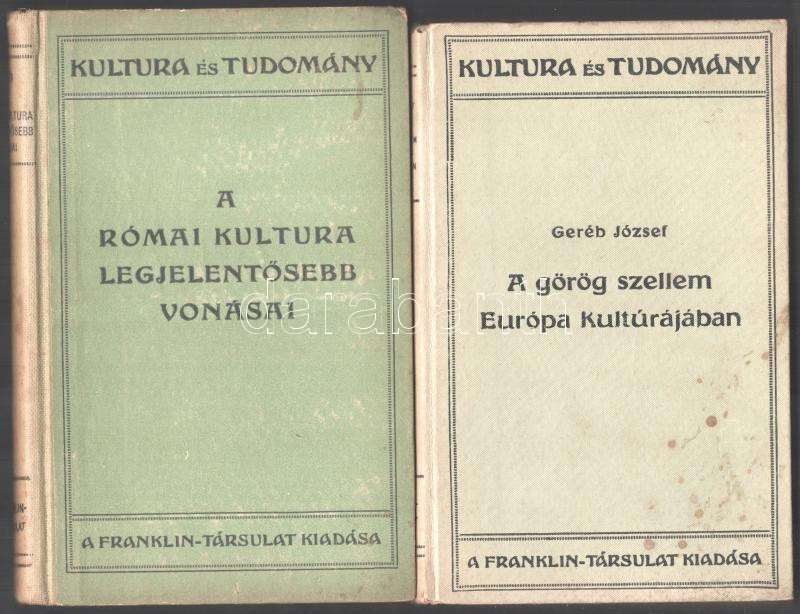 KULTURA ÉS TUDOMÁNY
A
RÓMAI KULTURA
LEGJELENTŐSEBB
VONÁSAI
A FRANKLIN-TÁRSULAT KIADÁSA
KULTURA ÉS TUDOMÁNY
Geréb József
A görög szellem
Európa kultúrájában
A FRANKLIN-TÁRSULAT KIADÁSA
darabanth